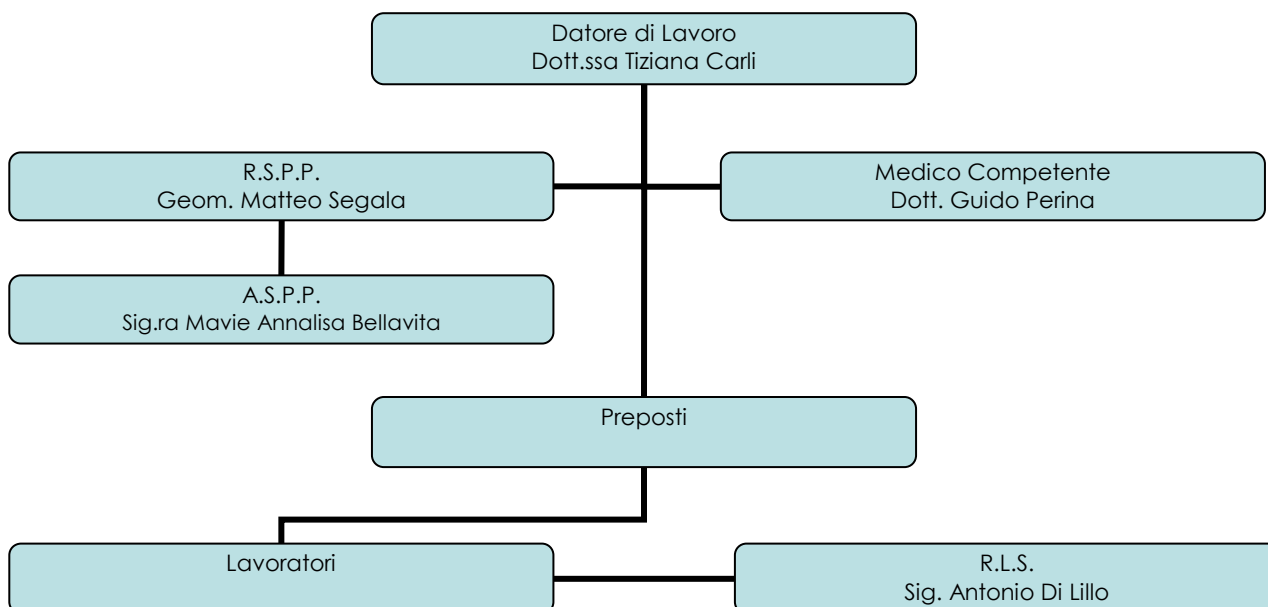 Datore di Lavoro
Dott.ssa Tiziana Carli
R.S.P.P.
Geom. Matteo Segala
Medico Competente
Dott. Guido Perina
A.S.P.P.
Sig.ra Mavie Annalisa Bellavita
Preposti
Lavoratori
R.L.S.
Sig. Antonio Di Lillo